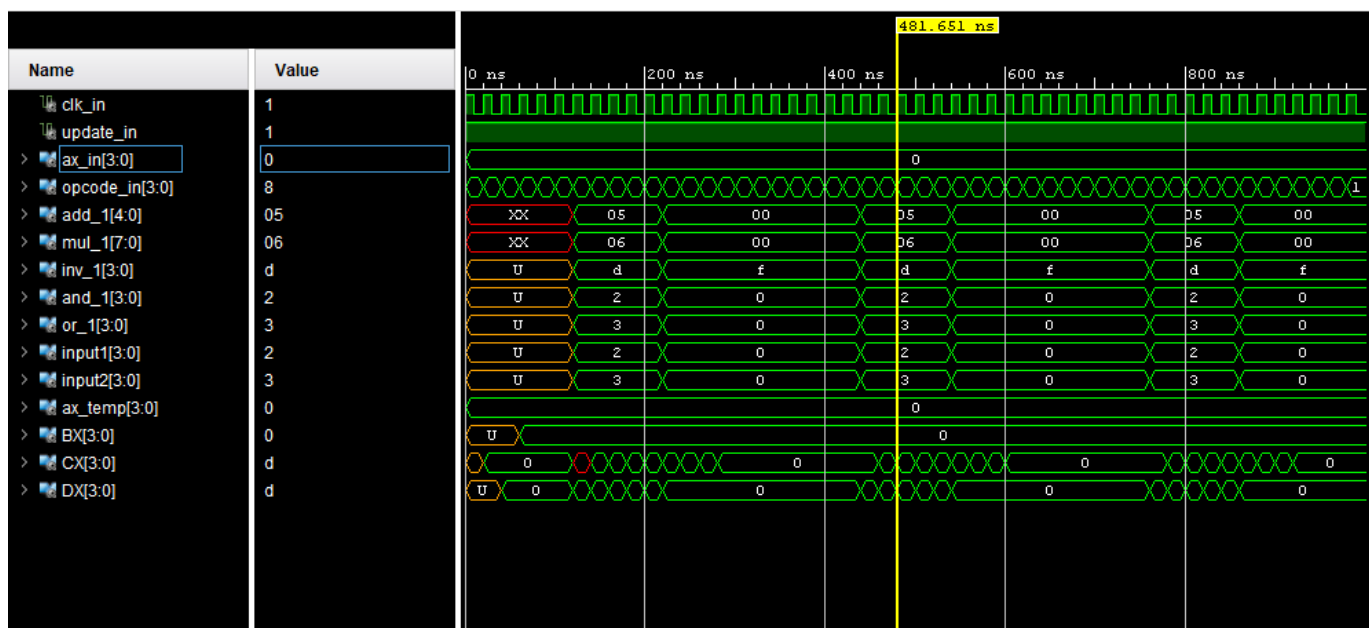 481.651 ns
Name Value 0 ns 200 ns 400 ns 600 ns 800 ns
clk_in 1
update_in 1
ax_in[3:0] 0 0
opcode_in[3:0] 8 1
add_1[4:0] 05 XX 05 00 05 00 05 00
mul_1[7:0] 06 XX 06 00 06 00 06 00
inv_1[3:0] d U d f d f d f
and_1[3:0] 2 U 2 0 2 0 2 0
or_1[3:0] 3 U 3 0 3 0 3 0
input1[3:0] 2 U 2 0 2 0 2 0
input2[3:0] 3 U 3 0 3 0 3 0
ax_temp[3:0] 0 0
BX[3:0] 0 U 0
CX[3:0] d 0 0 0 0
DX[3:0] d U 0 0 0 0